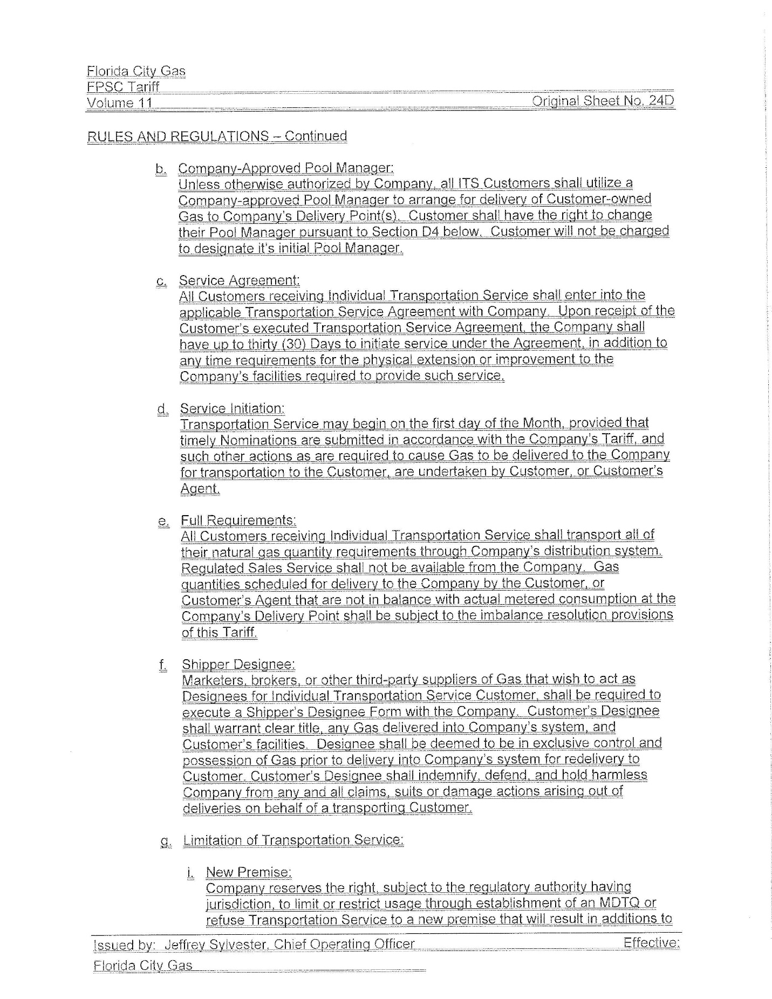 Florida City Gas
FPSC Tariff
Volume 11 Original Sheet No. 24D
RULES AND REGULATIONS – Continued
b. Company-Approved Pool Manager:
Unless otherwise authorized by Company, all ITS Customers shall utilize a
Company-approved Pool Manager to arrange for delivery of Customer-owned
Gas to Company's Delivery Point(s). Customer shall have the right to change
their Pool Manager pursuant to Section D4 below. Customer will not be charged
to designate it's initial Pool Manager.
c. Service Agreement:
All Customers receiving Individual Transportation Service shall enter into the
applicable Transportation Service Agreement with Company. Upon receipt of the
Customer's executed Transportation Service Agreement, the Company shall
have up to thirty (30) Days to initiate service under the Agreement, in addition to
any time requirements for the physical extension or improvement to the
Company's facilities required to provide such service.
d. Service Initiation:
Transportation Service may begin on the first day of the Month, provided that
timely Nominations are submitted in accordance with the Company's Tariff, and
such other actions as are required to cause Gas to be delivered to the Company
for transportation to the Customer, are undertaken by Customer, or Customer's
Agent.
e. Full Requirements:
All Customers receiving Individual Transportation Service shall transport all of
their natural gas quantity requirements through Company's distribution system.
Regulated Sales Service shall not be available from the Company. Gas
quantities scheduled for delivery to the Company by the Customer, or
Customer's Agent that are not in balance with actual metered consumption at the
Company's Delivery Point shall be subject to the imbalance resolution provisions
of this Tariff.
f. Shipper Designee:
Marketers, brokers, or other third-party suppliers of Gas that wish to act as
Designees for Individual Transportation Service Customer, shall be required to
execute a Shipper's Designee Form with the Company. Customer's Designee
shall warrant clear title, any Gas delivered into Company's system, and
Customer's facilities. Designee shall be deemed to be in exclusive control and
possession of Gas prior to delivery into Company's system for redelivery to
Customer. Customer's Designee shall indemnify, defend, and hold harmless
Company from any and all claims, suits or damage actions arising out of
deliveries on behalf of a transporting Customer.
g. Limitation of Transportation Service:
i. New Premise:
Company reserves the right, subject to the regulatory authority having
jurisdiction, to limit or restrict usage through establishment of an MDTQ or
refuse Transportation Service to a new premise that will result in additions to
Issued by: Jeffrey Sylvester, Chief Operating Officer Effective:
Florida City Gas